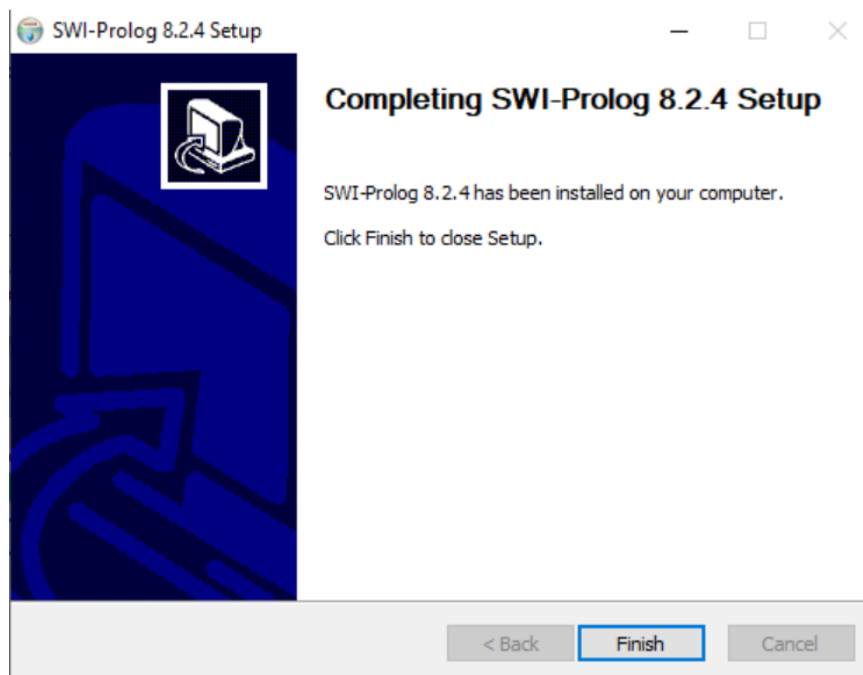 SWI-Prolog 8.2.4 Setup
Completing SWI-Prolog 8.2.4 Setup
SWI-Prolog 8.2.4 has been installed on your computer.
Click Finish to close Setup.
< Back Finish Cancel